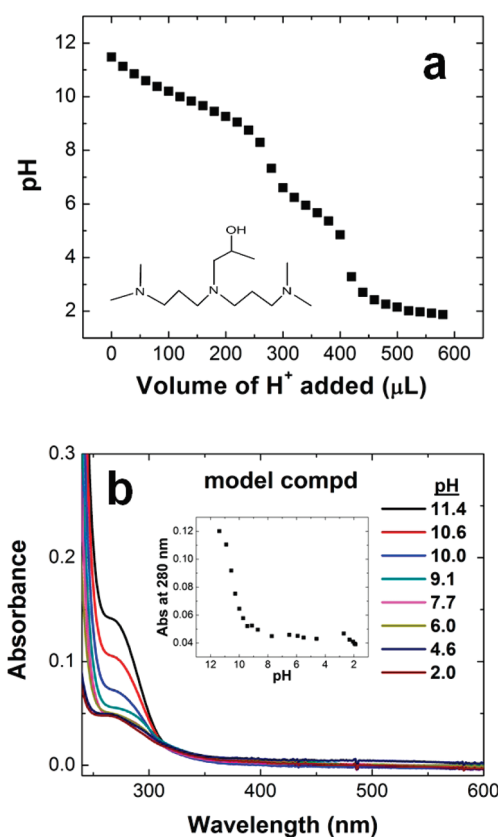 a
12
10
8
6
4
2
pH
OH
N
N
N
0 100 200 300 400 500 600
Volume of H⁺ added (μL)
b
model compd
0.3
0.2
0.1
0.0
Absorbance
pH
11.4
10.6
10.0
9.1
7.7
6.0
4.6
2.0
0.12
0.10
0.08
0.06
0.04
Abs at 280 nm
12 10 8 6 4 2
pH
300 400 500 600
Wavelength (nm)